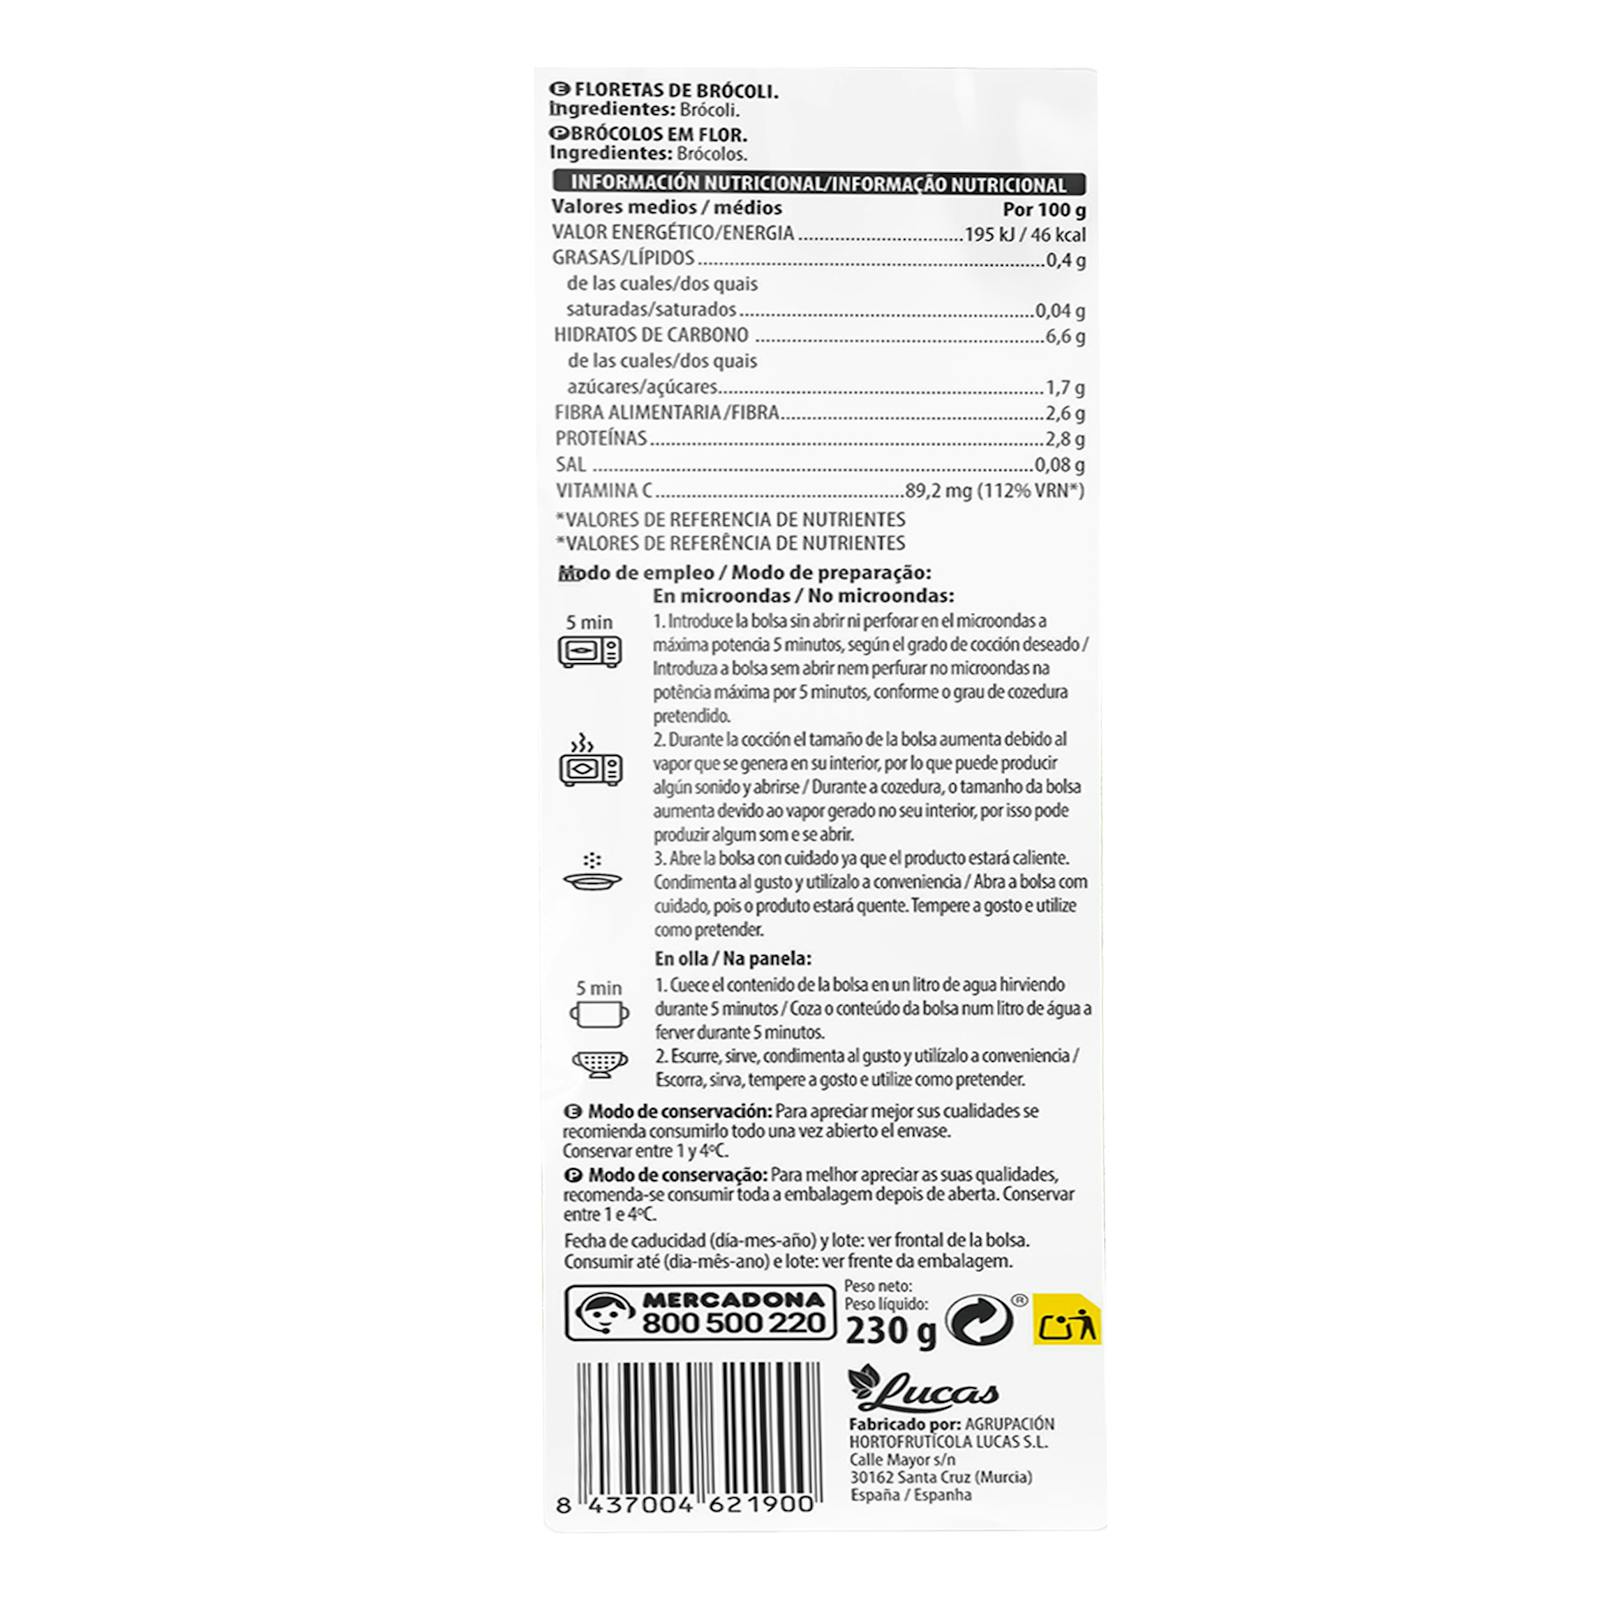 E FLORETAS DE BRÓCOLI.
Ingredientes: Brócoli.
P BRÓCOLOS EM FLOR.
Ingredientes: Brócolos.
INFORMACIÓN NUTRICIONAL/INFORMAÇÃO NUTRICIONAL
Valores medios / médios Por 100 g
VALOR ENERGÉTICO/ENERGIA ............................ 195 kJ / 46 kcal
GRASAS/LÍPIDOS ............................ 0,4 g
de las cuales/dos quais
saturadas/saturados ............................ 0,04 g
HIDRATOS DE CARBONO ............................ 6,6 g
de las cuales/dos quais
azúcares/açúcares ............................ 1,7 g
FIBRA ALIMENTARIA/FIBRA ............................ 2,6 g
PROTEÍNAS ............................ 2,8 g
SAL ............................ 0,08 g
VITAMINA C ............................ 89,2 mg (112% VRN*)
*VALORES DE REFERENCIA DE NUTRIENTES
*VALORES DE REFERÊNCIA DE NUTRIENTES
Modo de empleo / Modo de preparação:
En microondas / No microondas:
5 min
1. Introduce la bolsa sin abrir ni perforar en el microondas a
máxima potencia 5 minutos, según el grado de cocción deseado /
Introduza a bolsa sem abrir nem perfurar no microondas na
potência máxima por 5 minutos, conforme o grau de cozedura
pretendido.
2. Durante la cocción el tamaño de la bolsa aumenta debido al
vapor que se genera en su interior, por lo que puede producir
algún sonido y abrirse / Durante a cozedura, o tamanho da bolsa
aumenta devido ao vapor gerado no seu interior, por isso pode
produzir algum som e se abrir.
3. Abre la bolsa con cuidado ya que el producto estará caliente.
Condimenta al gusto y utilízalo a conveniencia / Abra a bolsa com
cuidado, pois o produto estará quente. Tempere a gosto e utilize
como pretender.
En olla / Na panela:
5 min
1. Cuece el contenido de la bolsa en un litro de agua hirviendo
durante 5 minutos / Coza o conteúdo da bolsa num litro de água a
ferver durante 5 minutos.
2. Escurre, sirve, condimenta al gusto y utilízalo a conveniencia /
Escorra, sirva, tempere a gosto e utilize como pretender.
E Modo de conservación: Para apreciar mejor sus cualidades se
recomienda consumirlo todo una vez abierto el envase.
Conservar entre 1 y 4ºC.
P Modo de conservação: Para melhor apreciar as suas qualidades,
recomenda-se consumir toda a embalagem depois de aberta. Conservar
entre 1 e 4ºC.
Fecha de caducidad (día-mes-año) y lote: ver frontal de la bolsa.
Consumir até (dia-mês-ano) e lote: ver frente da embalagem.
MERCADONA
800 500 220
Peso neto:
Peso líquido:
230 g
®
Lucas
Fabricado por: AGRUPACIÓN
HORTOFRUTÍCOLA LUCAS S.L.
Calle Mayor s/n
30162 Santa Cruz (Murcia)
España / Espanha
8 437004 621900